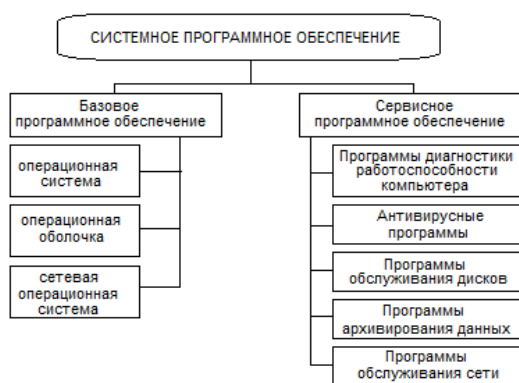 СИСТЕМНОЕ ПРОГРАММНОЕ ОБЕСПЕЧЕНИЕ
Базовое
программное обеспечение
операционная
система
операционная
оболочка
сетевая
операционная
система
Сервисное
программное обеспечение
Программы диагностики
работоспособности
компьютера
Антивирусные
программы
Программы
обслуживания дисков
Программы
архивирования данных
Программы
обслуживания сети